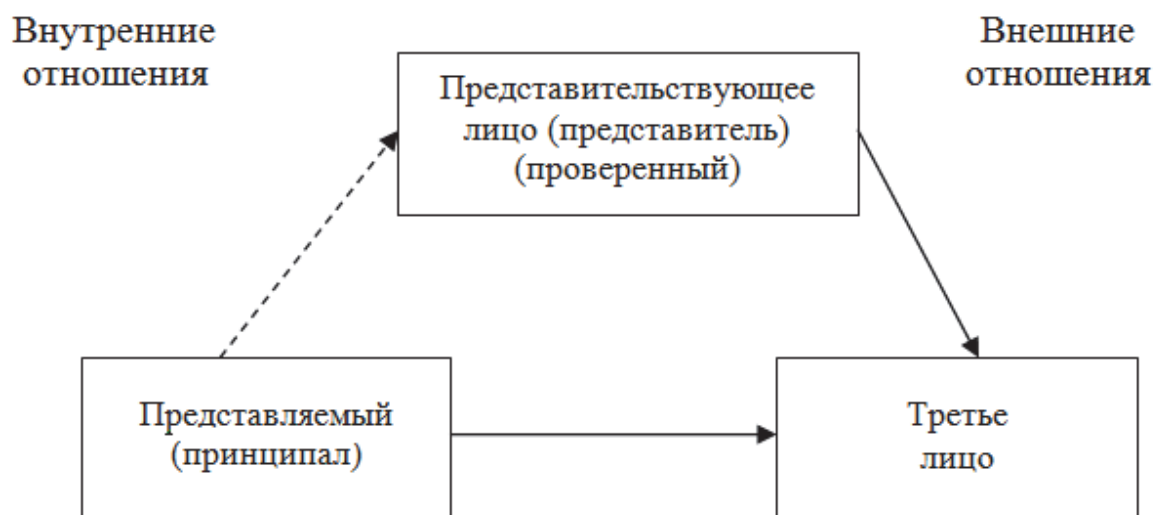 Внутренние
отношения
Внешние
отношения
Представительствующее
лицо (представитель)
(проверенный)
Представляемый
(принципал)
Третье
лицо